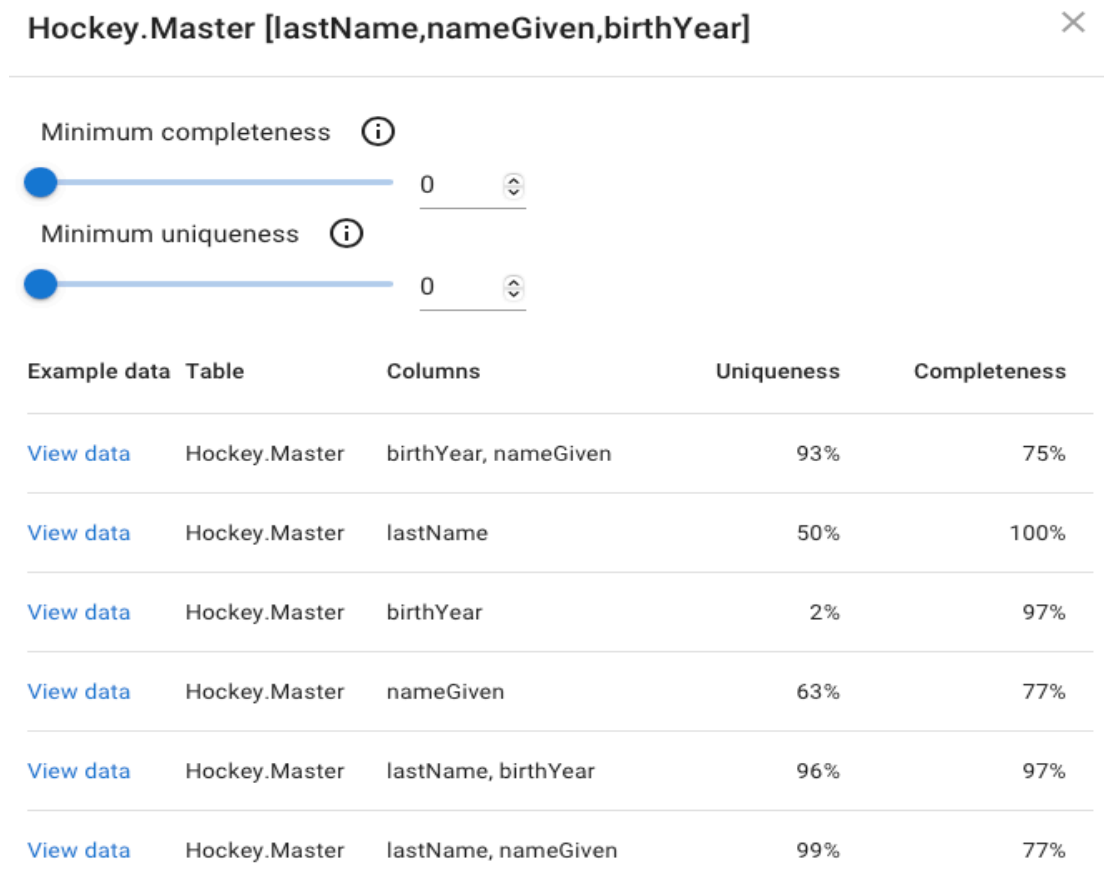 Hockey.Master [lastName,nameGiven,birthYear]
Minimum completeness
0
Minimum uniqueness
0
Example data Table Columns Uniqueness Completeness
View data Hockey.Master birthYear, nameGiven 93% 75%
View data Hockey.Master lastName 50% 100%
View data Hockey.Master birthYear 2% 97%
View data Hockey.Master nameGiven 63% 77%
View data Hockey.Master lastName, birthYear 96% 97%
View data Hockey.Master lastName, nameGiven 99% 77%